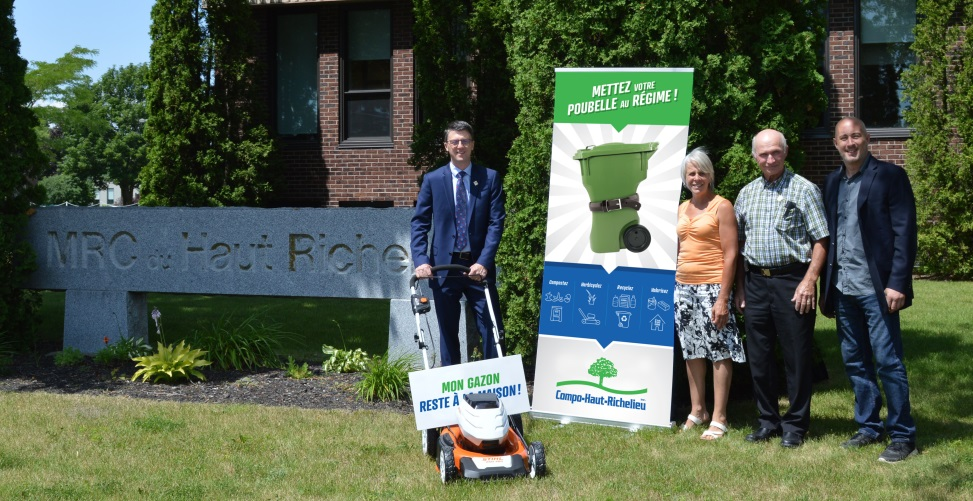 MRC du Haut Richelieu
METTEZ VOTRE
POUBELLE AU RÉGIME !
Composter
Herbicycler
Recycler
Valoriser
Compo-Haut-Richelieu
MON GAZON
RESTE À MAISON !
STIHL